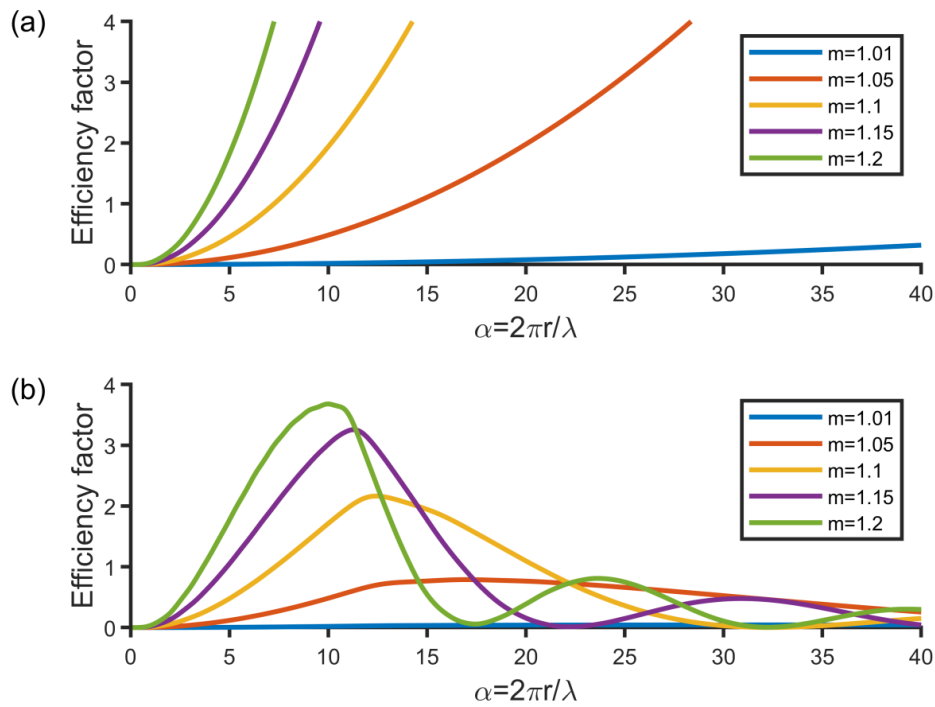 (a)
Efficiency factor
4
3
2
1
0
0 5 10 15 20 25 30 35 40
α=2πr/λ
m=1.01
m=1.05
m=1.1
m=1.15
m=1.2
(b)
Efficiency factor
4
3
2
1
0
0 5 10 15 20 25 30 35 40
α=2πr/λ
m=1.01
m=1.05
m=1.1
m=1.15
m=1.2